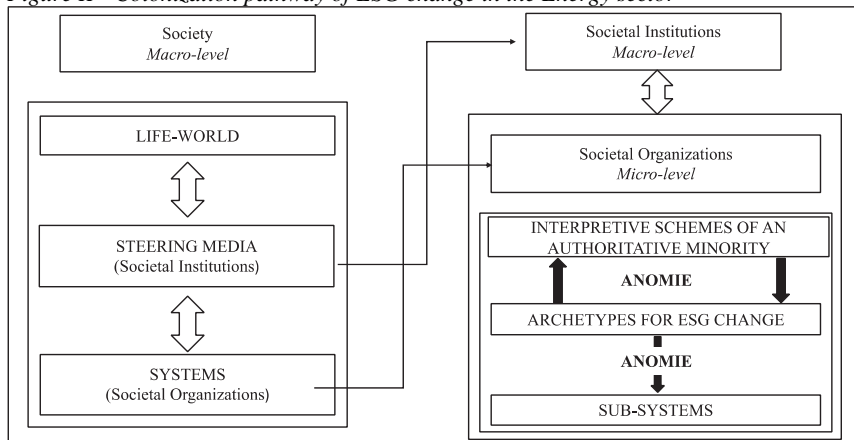 Figure II - Colonization pathway of ESG change in the Energy sector
Society
Macro-level
LIFE-WORLD
STEERING MEDIA
(Societal Institutions)
SYSTEMS
(Societal Organizations)
Societal Institutions
Macro-level
Societal Organizations
Micro-level
INTERPRETIVE SCHEMES OF AN
AUTHORITATIVE MINORITY
ANOMIE
ARCHETYPES FOR ESG CHANGE
ANOMIE
SUB-SYSTEMS